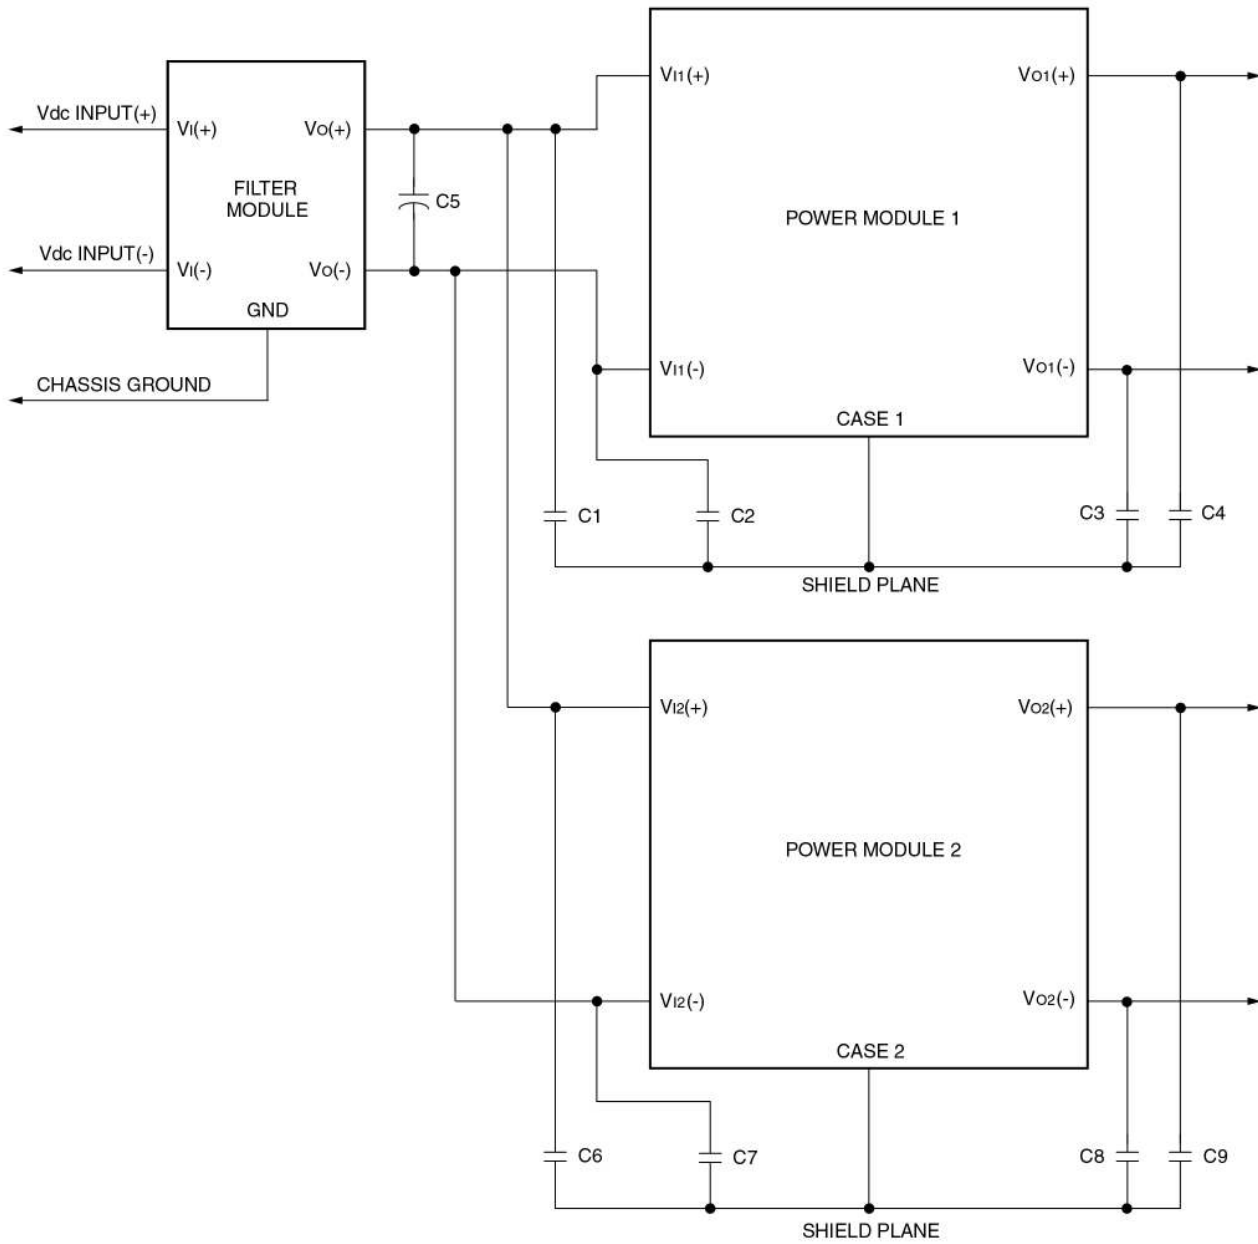 Vdc INPUT(+)
VI(+)
VO(+)
FILTER
MODULE
C5
Vdc INPUT(-)
VI(-)
VO(-)
GND
CHASSIS GROUND
VI1(+)
VO1(+)
POWER MODULE 1
VI1(-)
VO1(-)
CASE 1
C1
C2
C3
C4
SHIELD PLANE
VI2(+)
VO2(+)
POWER MODULE 2
VI2(-)
VO2(-)
CASE 2
C6
C7
C8
C9
SHIELD PLANE